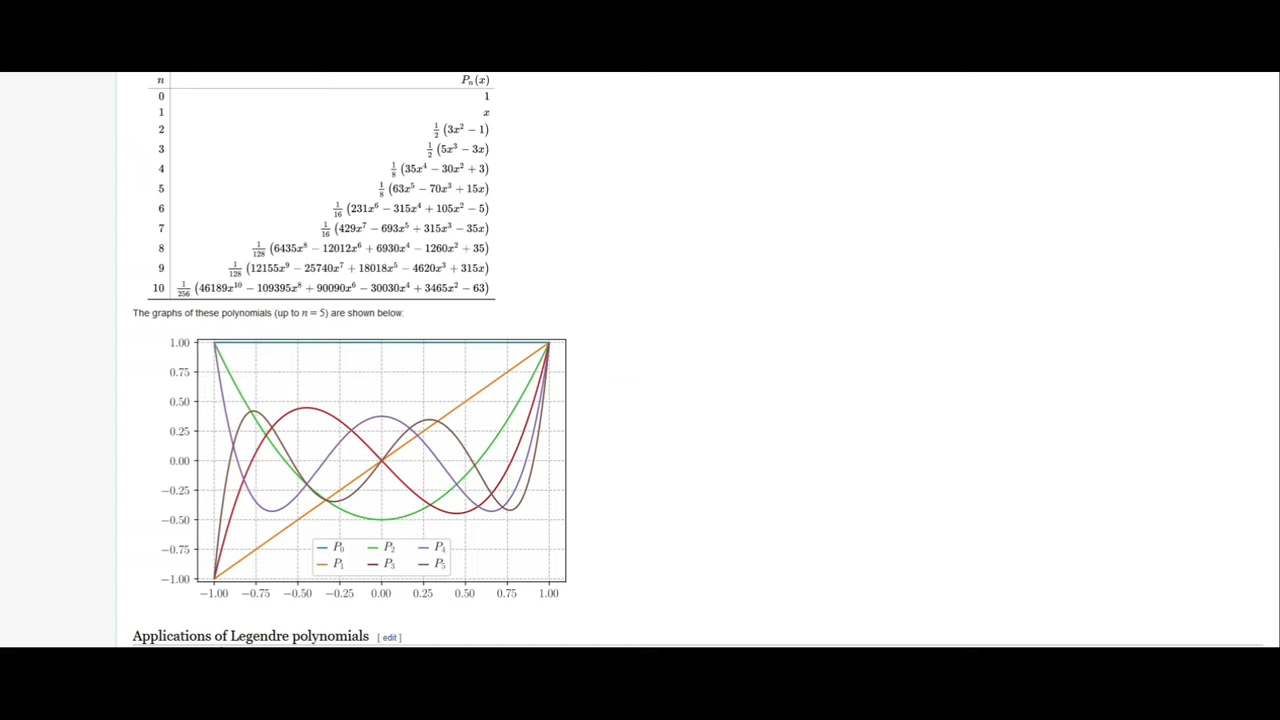 n Pₙ(x)
0 1
1 x
2 1/2 (3x² − 1)
3 1/2 (5x³ − 3x)
4 1/8 (35x⁴ − 30x² + 3)
5 1/8 (63x⁵ − 70x³ + 15x)
6 1/16 (231x⁶ − 315x⁴ + 105x² − 5)
7 1/16 (429x⁷ − 693x⁵ + 315x³ − 35x)
8 1/128 (6435x⁸ − 12012x⁶ + 6930x⁴ − 1260x² + 35)
9 1/128 (12155x⁹ − 25740x⁷ + 18018x⁵ − 4620x³ + 315x)
10 1/256 (46189x¹⁰ − 109395x⁸ + 90090x⁶ − 30030x⁴ + 3465x² − 63)
The graphs of these polynomials (up to n = 5) are shown below:
1.00
0.75
0.50
0.25
0.00
−0.25
−0.50
−0.75
−1.00
P₀ P₂ P₄
P₁ P₃ P₅
−1.00 −0.75 −0.50 −0.25 0.00 0.25 0.50 0.75 1.00
Applications of Legendre polynomials [ edit ]